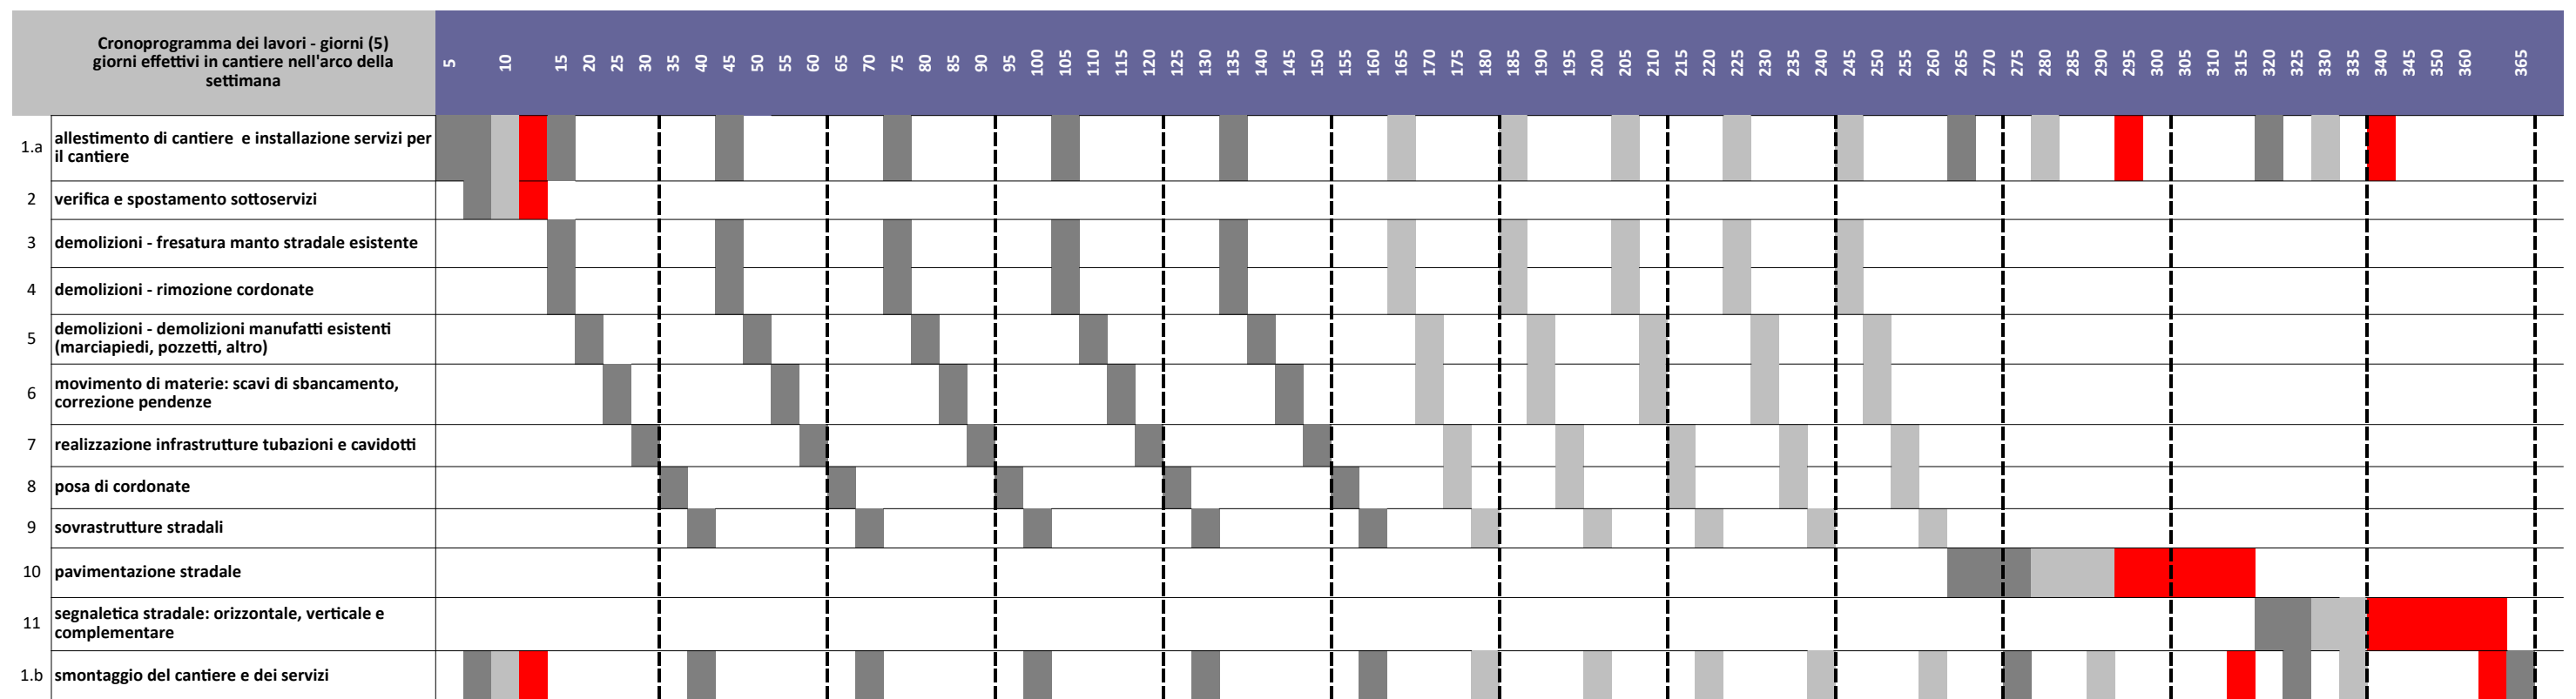 Cronoprogramma dei lavori - giorni (5)
giorni effettivi in cantiere nell'arco della
settimana
5 10 15 20 25 30 35 40 45 50 55 60 65 70 75 80 85 90 95 100 105 110 115 120 125 130 135 140 145 150 155 160 165 170 175 180 185 190 195 200 205 210 215 220 225 230 235 240 245 250 255 260 265 270 275 280 285 290 295 300 305 310 315 320 325 330 335 340 345 350 360 365
1.a allestimento di cantiere e installazione servizi per
il cantiere
2 verifica e spostamento sottoservizi
3 demolizioni - fresatura manto stradale esistente
4 demolizioni - rimozione cordonate
5 demolizioni - demolizioni manufatti esistenti
(marciapiedi, pozzetti, altro)
6 movimento di materie: scavi di sbancamento,
correzione pendenze
7 realizzazione infrastrutture tubazioni e cavidotti
8 posa di cordonate
9 sovrastrutture stradali
10 pavimentazione stradale
11 segnaletica stradale: orizzontale, verticale e
complementare
1.b smontaggio del cantiere e dei servizi